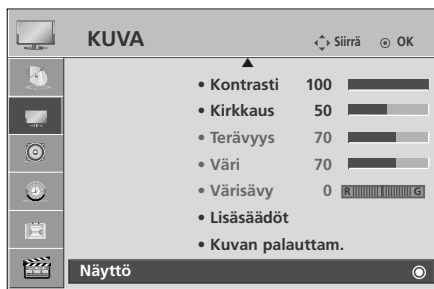 KUVA Siirrä OK
• Kontrasti 100
• Kirkkaus 50
• Terävyys 70
• Väri 70
• Värisävy 0 R G
• Lisäsäädöt
• Kuvan palauttam.
Näyttö